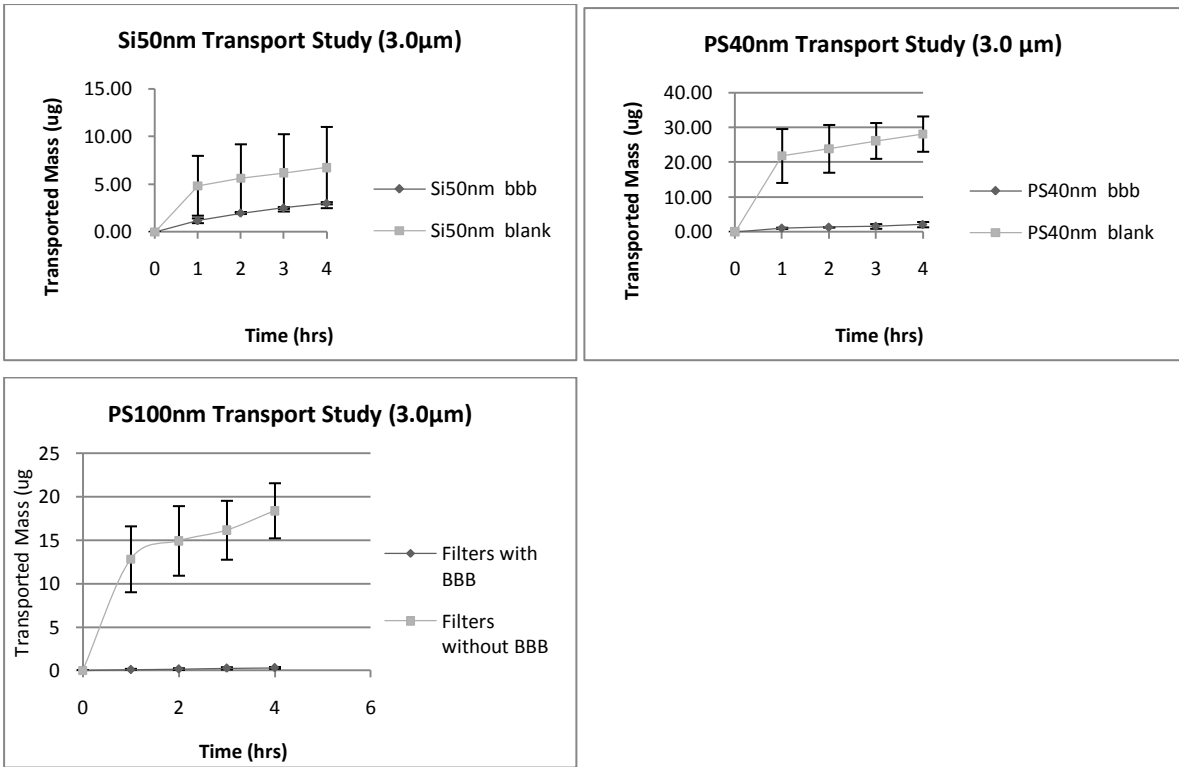 Si50nm Transport Study (3.0µm)
Transported Mass (ug)
15.00
10.00
5.00
0.00
0 1 2 3 4
Time (hrs)
Si50nm bbb
Si50nm blank
PS40nm Transport Study (3.0 µm)
Transported Mass (ug)
40.00
30.00
20.00
10.00
0.00
0 1 2 3 4
Time (hrs)
PS40nm bbb
PS40nm blank
PS100nm Transport Study (3.0µm)
Transported Mass (ug
25
20
15
10
5
0
0 2 4 6
Time (hrs)
Filters with
BBB
Filters
without BBB